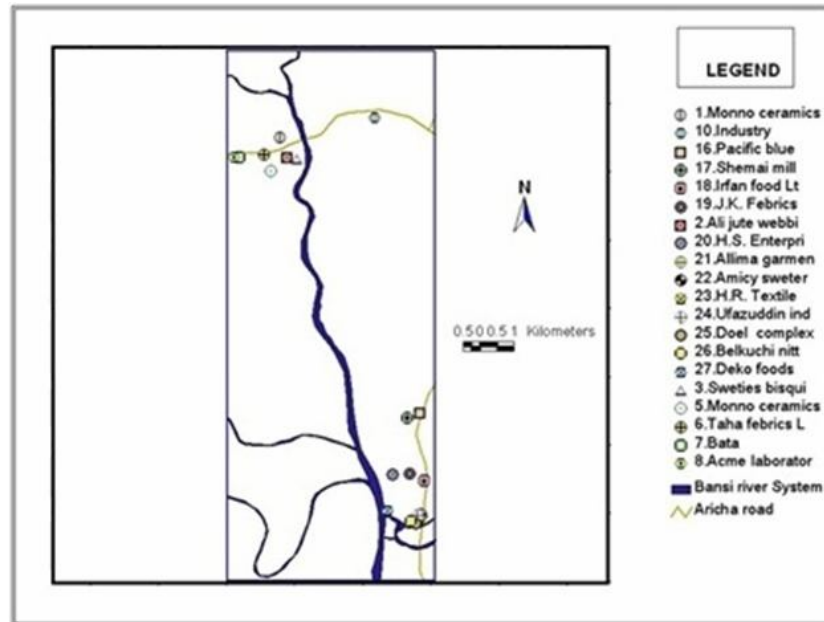 LEGEND
1.Monno ceramics
10.Industry
16.Pacific blue
17.Shemai mill
18.Irfan food Lt
19.J.K. Febrics
2.Ali jute webbi
20.H.S. Enterpri
21.Allima garmen
22.Amicy sweter
23.H.R. Textile
24.Ufazuddin ind
25.Doel complex
26.Belkuchi nitt
27.Deko foods
3.Sweties bisqui
5.Monno ceramics
6.Taha febrics L
7.Bata
8.Acme laborator
Bansi river System
Aricha road
N
0.5 0 0.5 1 Kilometers